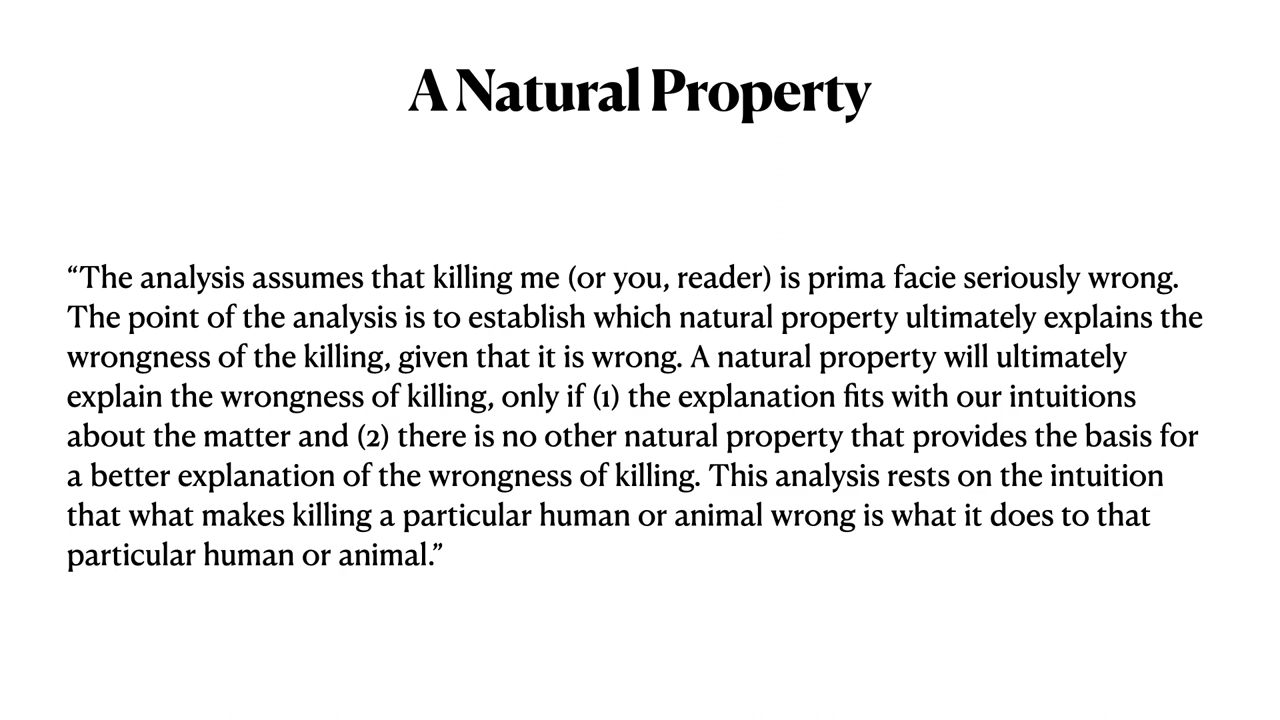 A Natural Property
“The analysis assumes that killing me (or you, reader) is prima facie seriously wrong.
The point of the analysis is to establish which natural property ultimately explains the
wrongness of the killing, given that it is wrong. A natural property will ultimately
explain the wrongness of killing, only if (1) the explanation fits with our intuitions
about the matter and (2) there is no other natural property that provides the basis for
a better explanation of the wrongness of killing. This analysis rests on the intuition
that what makes killing a particular human or animal wrong is what it does to that
particular human or animal.”